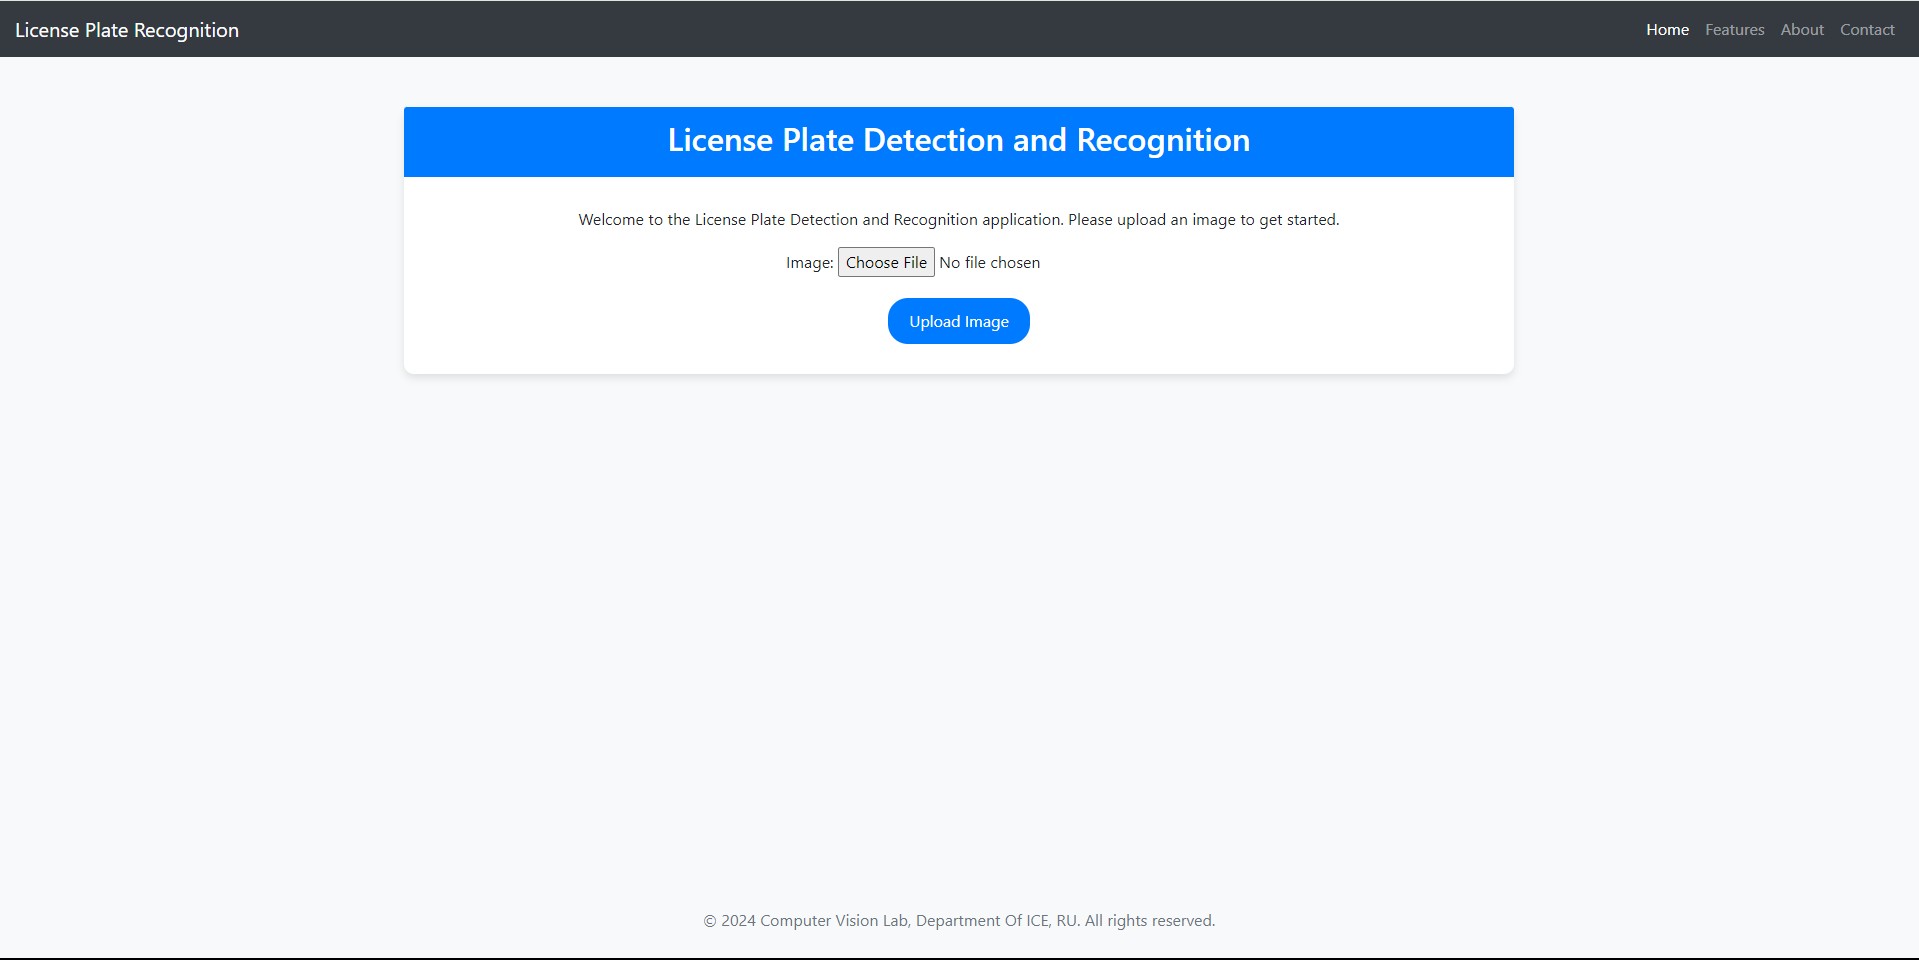 License Plate Recognition
Home Features About Contact
License Plate Detection and Recognition
Welcome to the License Plate Detection and Recognition application. Please upload an image to get started.
Image: Choose File No file chosen
Upload Image
© 2024 Computer Vision Lab, Department Of ICE, RU. All rights reserved.